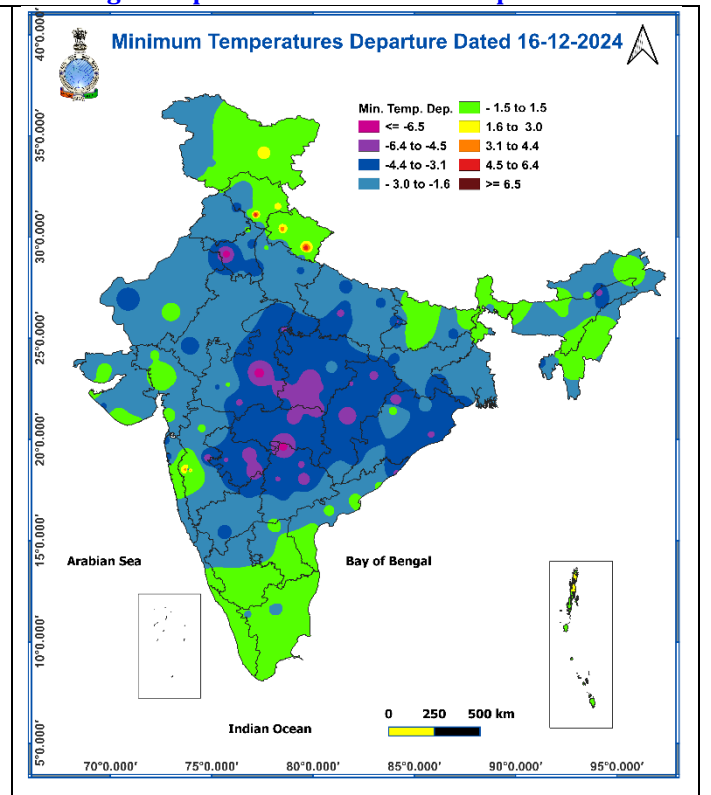 Minimum Temperatures Departure Dated 16-12-2024
Min. Temp. Dep.
<= -6.5
-6.4 to -4.5
-4.4 to -3.1
- 3.0 to -1.6
- 1.5 to 1.5
1.6 to 3.0
3.1 to 4.4
4.5 to 6.4
>= 6.5
40°0.000'
35°0.000'
30°0.000'
25°0.000'
20°0.000'
15°0.000'
10°0.000'
5°0.000'
Arabian Sea
Bay of Bengal
Indian Ocean
0 250 500 km
70°0.000' 75°0.000' 80°0.000' 85°0.000' 90°0.000' 95°0.000'